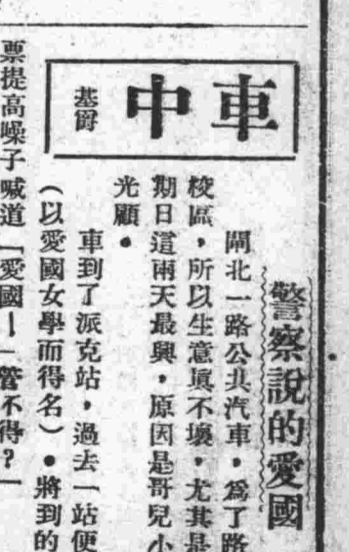 車中
基爵
警察說的愛國
閘北一路公共汽車，爲了路
校區，所以生意眞不壞，尤其是
期日這兩天最興，原因是哥兒小
光顧。
車到了派克站，過去一站便
（以愛國女學而得名）。將到的
票提高噪子喊道「愛國——管不得？」